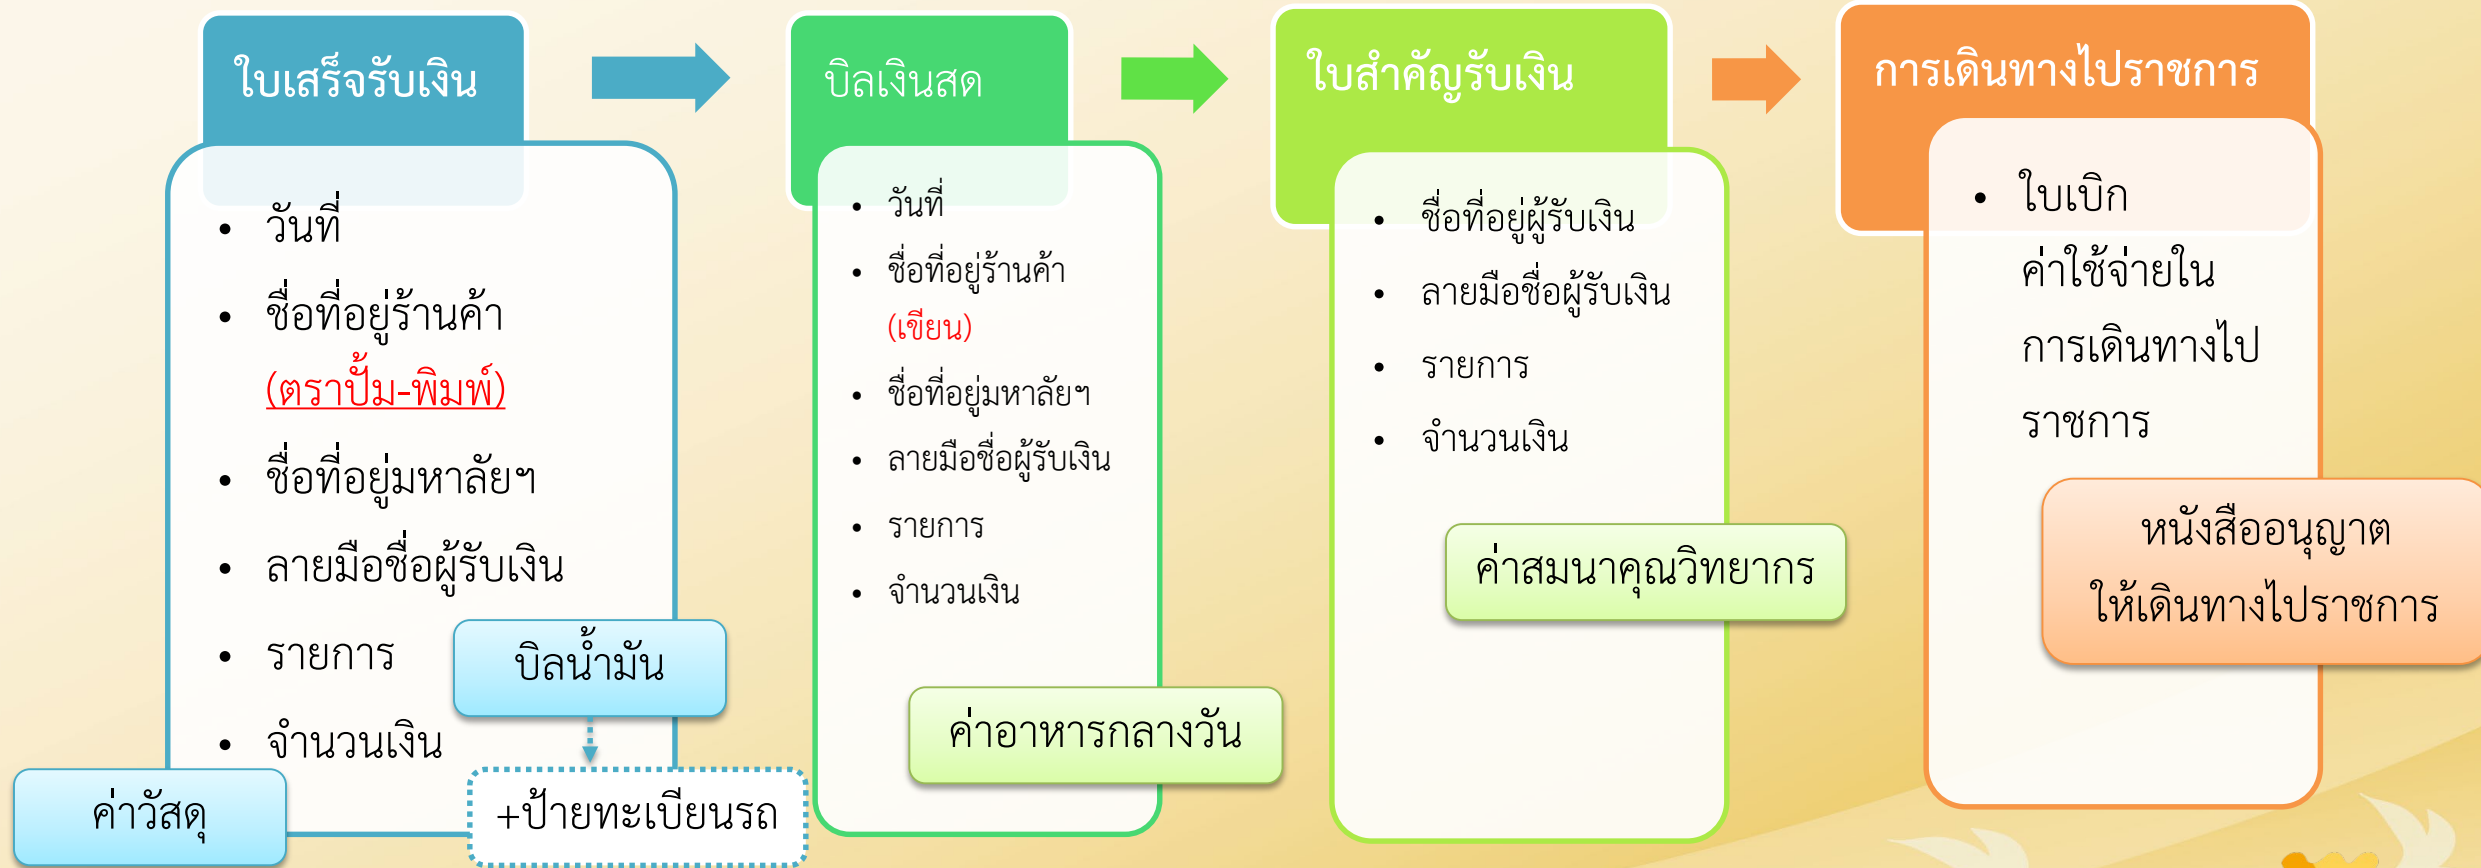 ใบเสร็จรับเงิน
• วันที่
• ชื่อที่อยู่ร้านค้า
(ตราปั้ม-พิมพ์)
• ชื่อที่อยู่มหาลัยฯ
• ลายมือชื่อผู้รับเงิน
• รายการ
• จำนวนเงิน
บิลน้ำมัน
+ป้ายทะเบียนรถ
ค่าวัสดุ
บิลเงินสด
• วันที่
• ชื่อที่อยู่ร้านค้า
(เขียน)
• ชื่อที่อยู่มหาลัยฯ
• ลายมือชื่อผู้รับเงิน
• รายการ
• จำนวนเงิน
ค่าอาหารกลางวัน
ใบสำคัญรับเงิน
• ชื่อที่อยู่ผู้รับเงิน
• ลายมือชื่อผู้รับเงิน
• รายการ
• จำนวนเงิน
ค่าสมนาคุณวิทยากร
การเดินทางไปราชการ
• ใบเบิก
ค่าใช้จ่ายใน
การเดินทางไป
ราชการ
หนังสืออนุญาต
ให้เดินทางไปราชการ